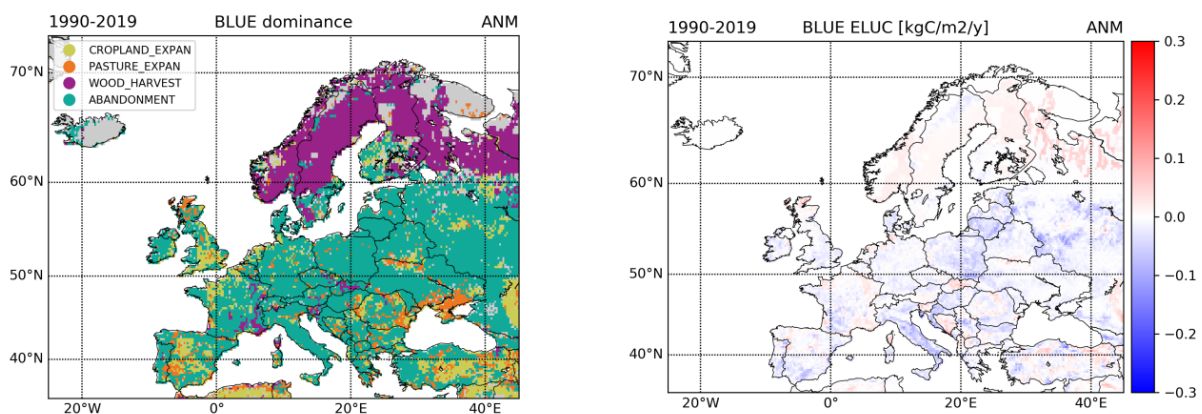 1990-2019 BLUE dominance ANM
CROPLAND_EXPAN
PASTURE_EXPAN
WOOD_HARVEST
ABANDONMENT
70°N
60°N
50°N
40°N
20°W 0° 20°E 40°E
1990-2019 BLUE ELUC [kgC/m2/y] ANM
70°N
60°N
50°N
40°N
20°W 0° 20°E 40°E
0.3
0.2
0.1
0.0
−0.1
−0.2
−0.3